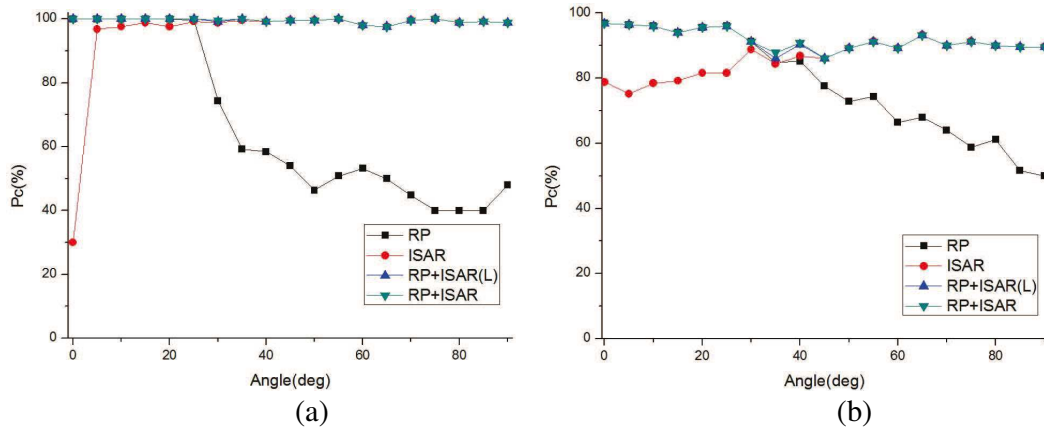 100
80
60
40
20
0
Pc(%)
RP
ISAR
RP+ISAR(L)
RP+ISAR
0 20 40 60 80
Angle(deg)
(a)
100
80
60
40
20
0
Pc(%)
RP
ISAR
RP+ISAR(L)
RP+ISAR
0 20 40 60 80
Angle(deg)
(b)